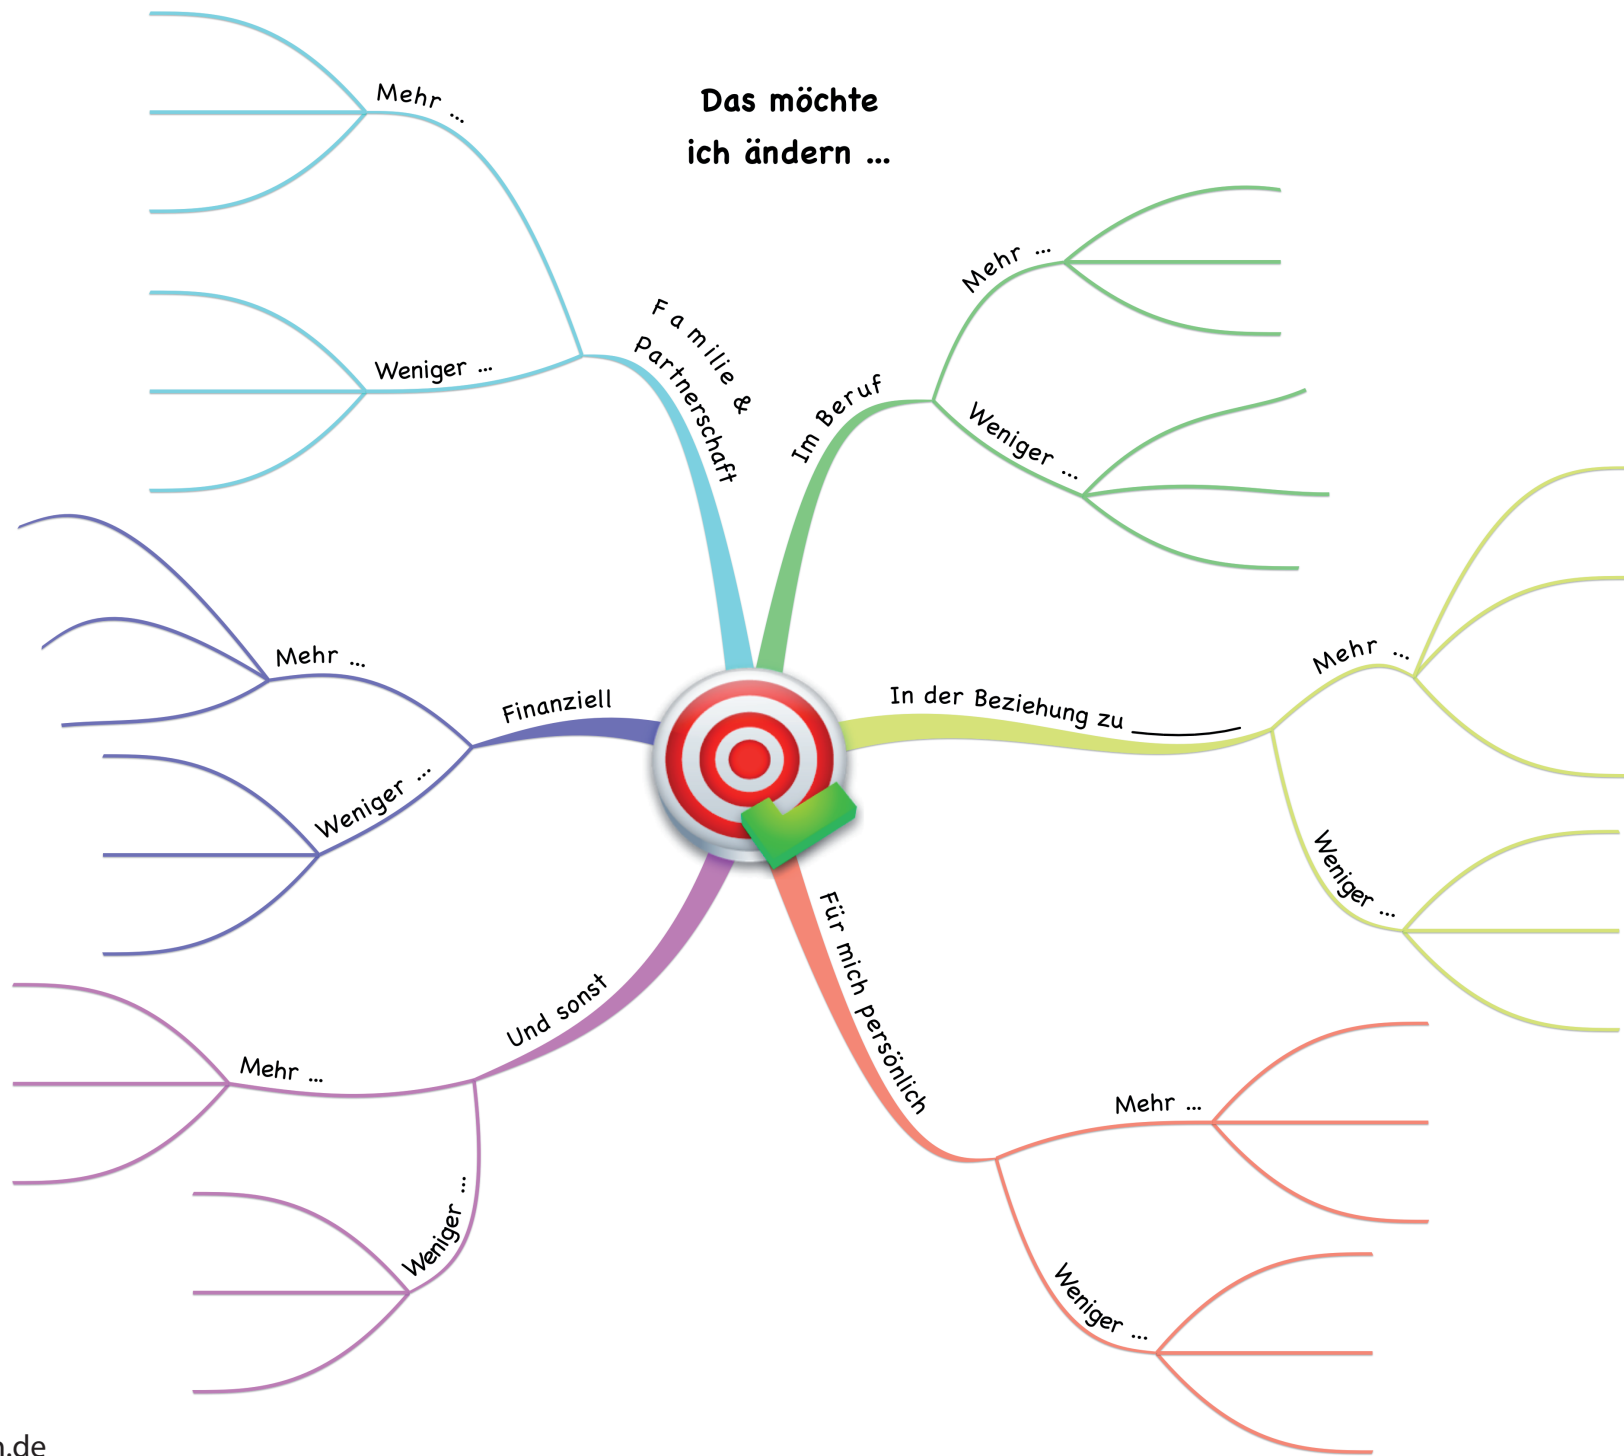 Das möchte
ich ändern ...
Mehr ...
Weniger ...
Familie &
Partnerschaft
Im Beruf
Mehr ...
Weniger ...
In der Beziehung zu ________
Mehr ...
Weniger ...
Für mich persönlich
Mehr ...
Weniger ...
Finanziell
Mehr ...
Weniger ...
Und sonst
Mehr ...
Weniger ...